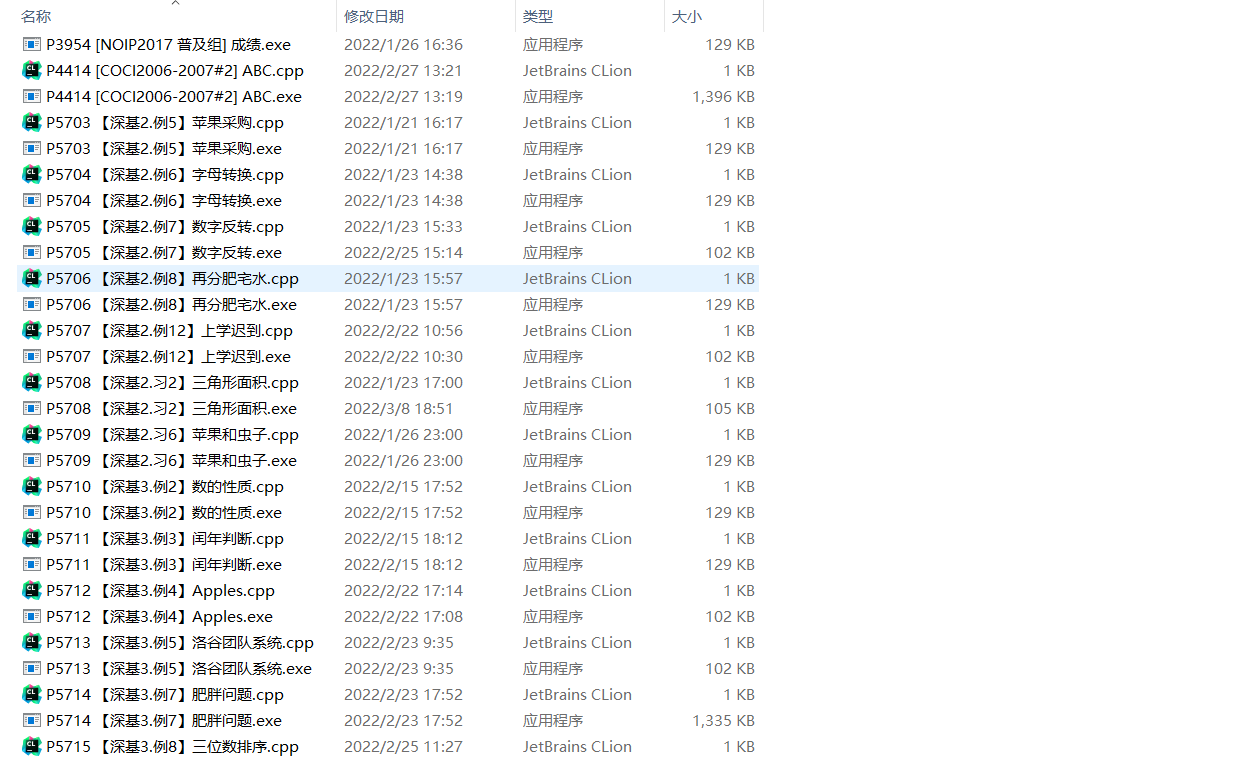 名称 修改日期 类型 大小
P3954 [NOIP2017 普及组] 成绩.exe 2022/1/26 16:36 应用程序 129 KB
P4414 [COCI2006-2007#2] ABC.cpp 2022/2/27 13:21 JetBrains CLion 1 KB
P4414 [COCI2006-2007#2] ABC.exe 2022/2/27 13:19 应用程序 1,396 KB
P5703 【深基2.例5】苹果采购.cpp 2022/1/21 16:17 JetBrains CLion 1 KB
P5703 【深基2.例5】苹果采购.exe 2022/1/21 16:17 应用程序 129 KB
P5704 【深基2.例6】字母转换.cpp 2022/1/23 14:38 JetBrains CLion 1 KB
P5704 【深基2.例6】字母转换.exe 2022/1/23 14:38 应用程序 129 KB
P5705 【深基2.例7】数字反转.cpp 2022/1/23 15:33 JetBrains CLion 1 KB
P5705 【深基2.例7】数字反转.exe 2022/2/25 15:14 应用程序 102 KB
P5706 【深基2.例8】再分肥宅水.cpp 2022/1/23 15:57 JetBrains CLion 1 KB
P5706 【深基2.例8】再分肥宅水.exe 2022/1/23 15:57 应用程序 129 KB
P5707 【深基2.例12】上学迟到.cpp 2022/2/22 10:56 JetBrains CLion 1 KB
P5707 【深基2.例12】上学迟到.exe 2022/2/22 10:30 应用程序 102 KB
P5708 【深基2.习2】三角形面积.cpp 2022/1/23 17:00 JetBrains CLion 1 KB
P5708 【深基2.习2】三角形面积.exe 2022/3/8 18:51 应用程序 105 KB
P5709 【深基2.习6】苹果和虫子.cpp 2022/1/26 23:00 JetBrains CLion 1 KB
P5709 【深基2.习6】苹果和虫子.exe 2022/1/26 23:00 应用程序 129 KB
P5710 【深基3.例2】数的性质.cpp 2022/2/15 17:52 JetBrains CLion 1 KB
P5710 【深基3.例2】数的性质.exe 2022/2/15 17:52 应用程序 129 KB
P5711 【深基3.例3】闰年判断.cpp 2022/2/15 18:12 JetBrains CLion 1 KB
P5711 【深基3.例3】闰年判断.exe 2022/2/15 18:12 应用程序 129 KB
P5712 【深基3.例4】Apples.cpp 2022/2/22 17:14 JetBrains CLion 1 KB
P5712 【深基3.例4】Apples.exe 2022/2/22 17:08 应用程序 102 KB
P5713 【深基3.例5】洛谷团队系统.cpp 2022/2/23 9:35 JetBrains CLion 1 KB
P5713 【深基3.例5】洛谷团队系统.exe 2022/2/23 9:35 应用程序 102 KB
P5714 【深基3.例7】肥胖问题.cpp 2022/2/23 17:52 JetBrains CLion 1 KB
P5714 【深基3.例7】肥胖问题.exe 2022/2/23 17:52 应用程序 1,335 KB
P5715 【深基3.例8】三位数排序.cpp 2022/2/25 11:27 JetBrains CLion 1 KB